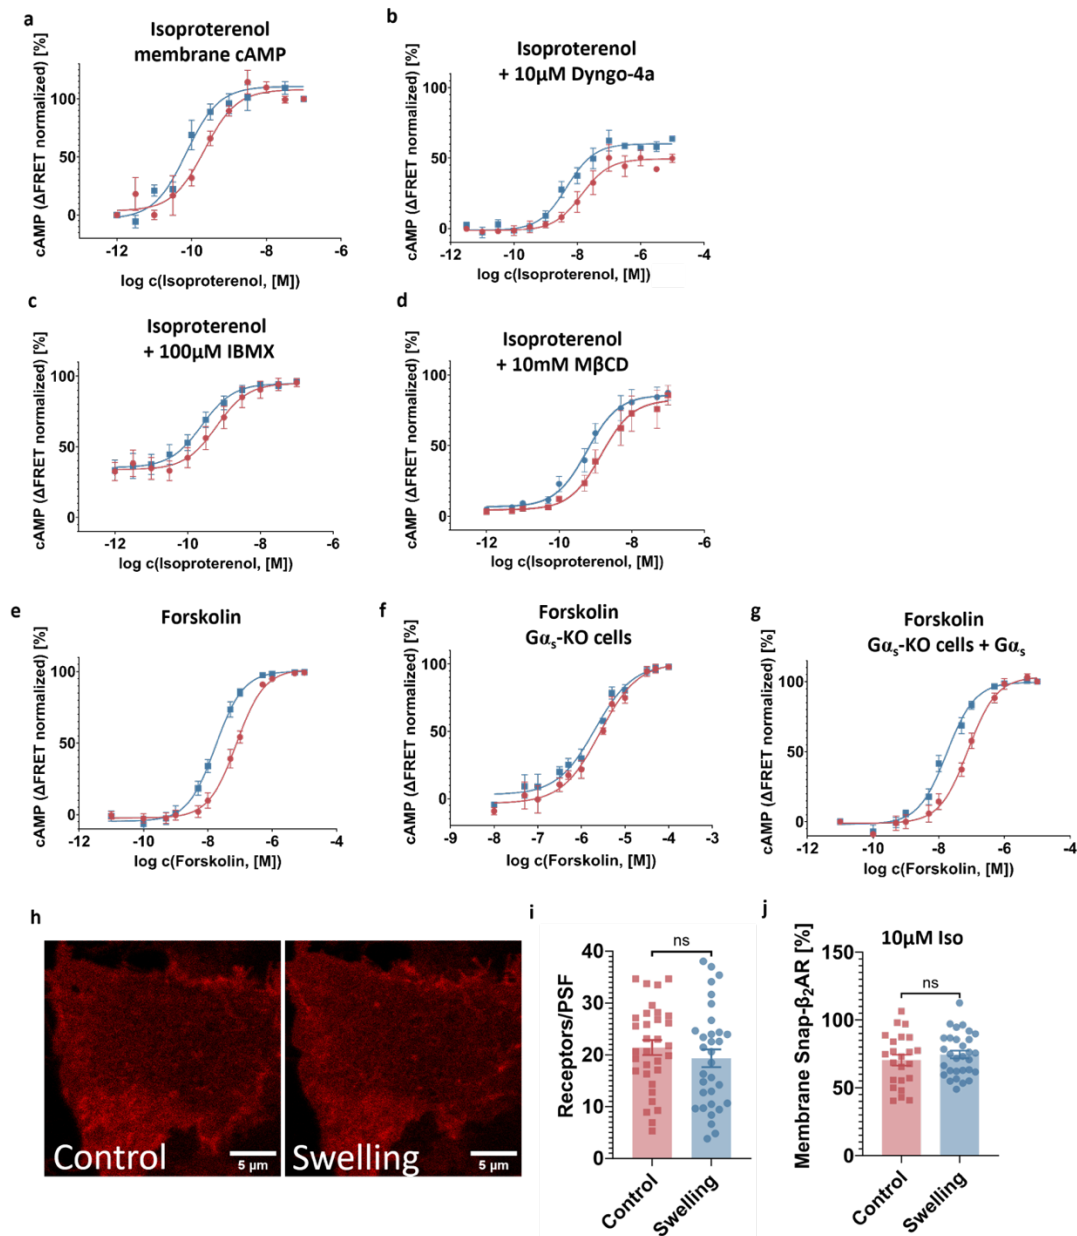 a
Isoproterenol
membrane cAMP
cAMP (ΔFRET normalized) [%]
100
50
0
-12
-10
-8
-6
log c(Isoproterenol, [M])
b
Isoproterenol
+ 10µM Dyngo-4a
cAMP (ΔFRET normalized) [%]
100
50
0
-12
-10
-8
-6
-4
log c(Isoproterenol, [M])
c
Isoproterenol
+ 100µM IBMX
cAMP (ΔFRET normalized) [%]
100
50
0
-12
-10
-8
-6
log c(Isoproterenol, [M])
d
Isoproterenol
+ 10mM MβCD
cAMP (ΔFRET normalized) [%]
100
50
0
-12
-10
-8
-6
log c(Isoproterenol, [M])
e
Forskolin
cAMP (ΔFRET normalized) [%]
100
50
0
-12
-10
-8
-6
-4
log c(Forskolin, [M])
f
Forskolin
Gαs-KO cells
cAMP (ΔFRET normalized) [%]
100
50
0
-9
-8
-7
-6
-5
-4
-3
log c(Forskolin, [M])
g
Forskolin
Gαs-KO cells + Gαs
cAMP (ΔFRET normalized) [%]
100
50
0
-12
-10
-8
-6
-4
log c(Forskolin, [M])
h
Control
5 µm
Swelling
5 µm
i
ns
Receptors/PSF
40
30
20
10
0
Control
Swelling
j
10µM Iso
ns
Membrane Snap-β2AR [%]
150
100
50
0
Control
Swelling